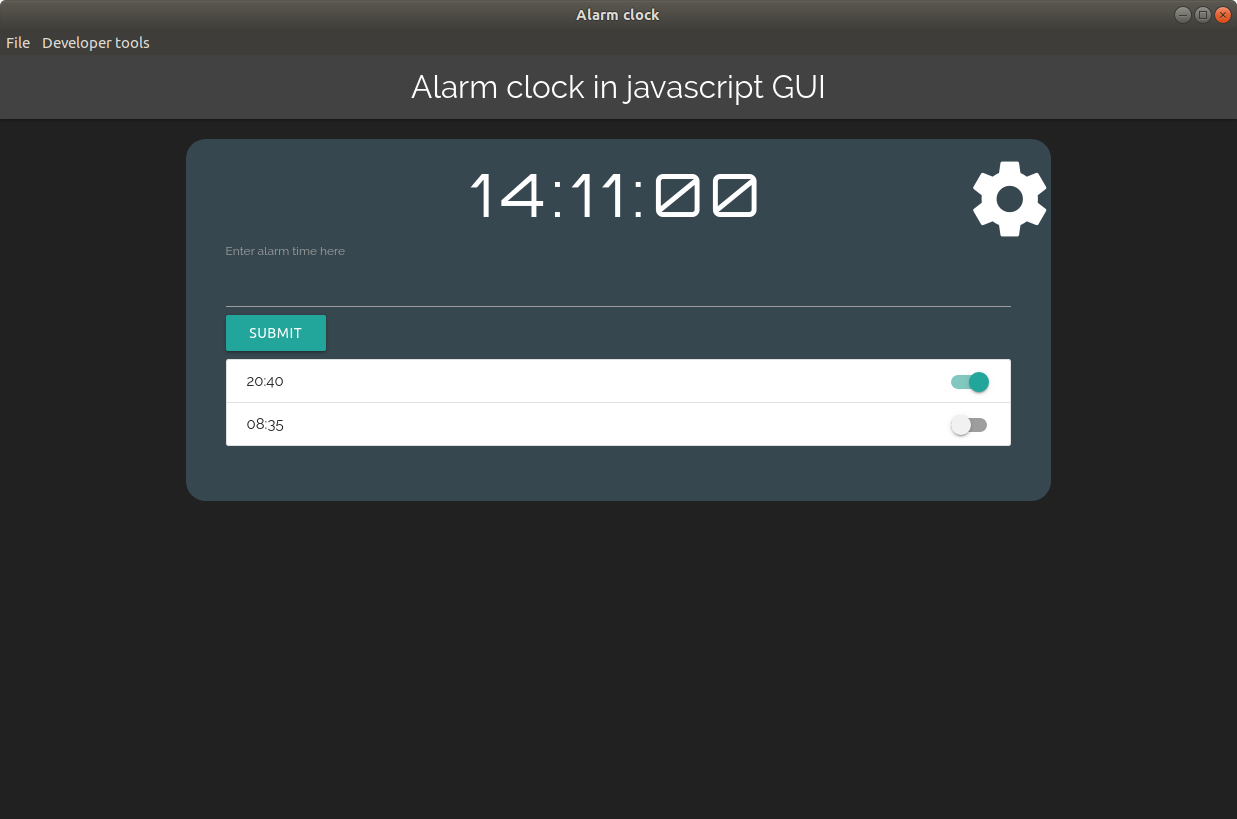 Alarm clock
File Developer tools
Alarm clock in javascript GUI
14:11:00
Enter alarm time here
SUBMIT
20:40
08:35